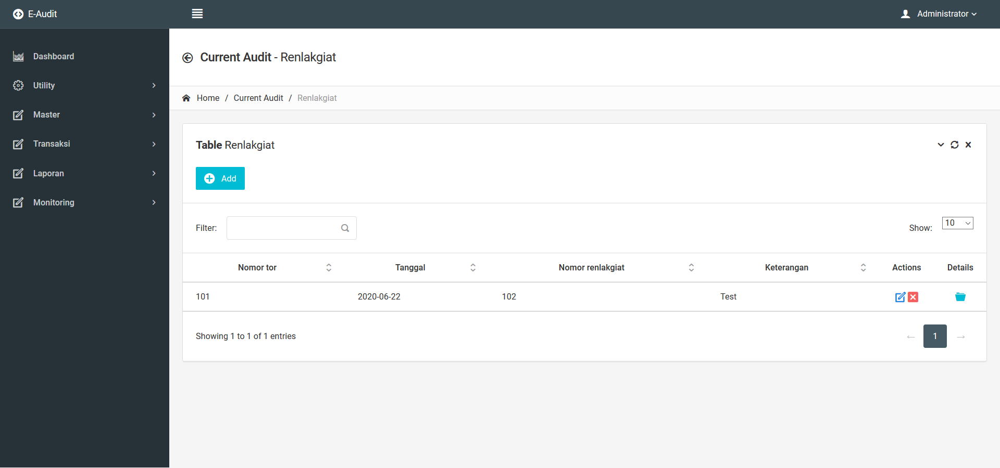 E-Audit
Administrator
Dashboard
Utility
Master
Transaksi
Laporan
Monitoring
Current Audit - Renlakgiat
Home / Current Audit / Renlakgiat
Table Renlakgiat
Add
Filter:
Show: 10
Nomor tor Tanggal Nomor renlakgiat Keterangan Actions Details
101 2020-06-22 102 Test
Showing 1 to 1 of 1 entries
← 1 →